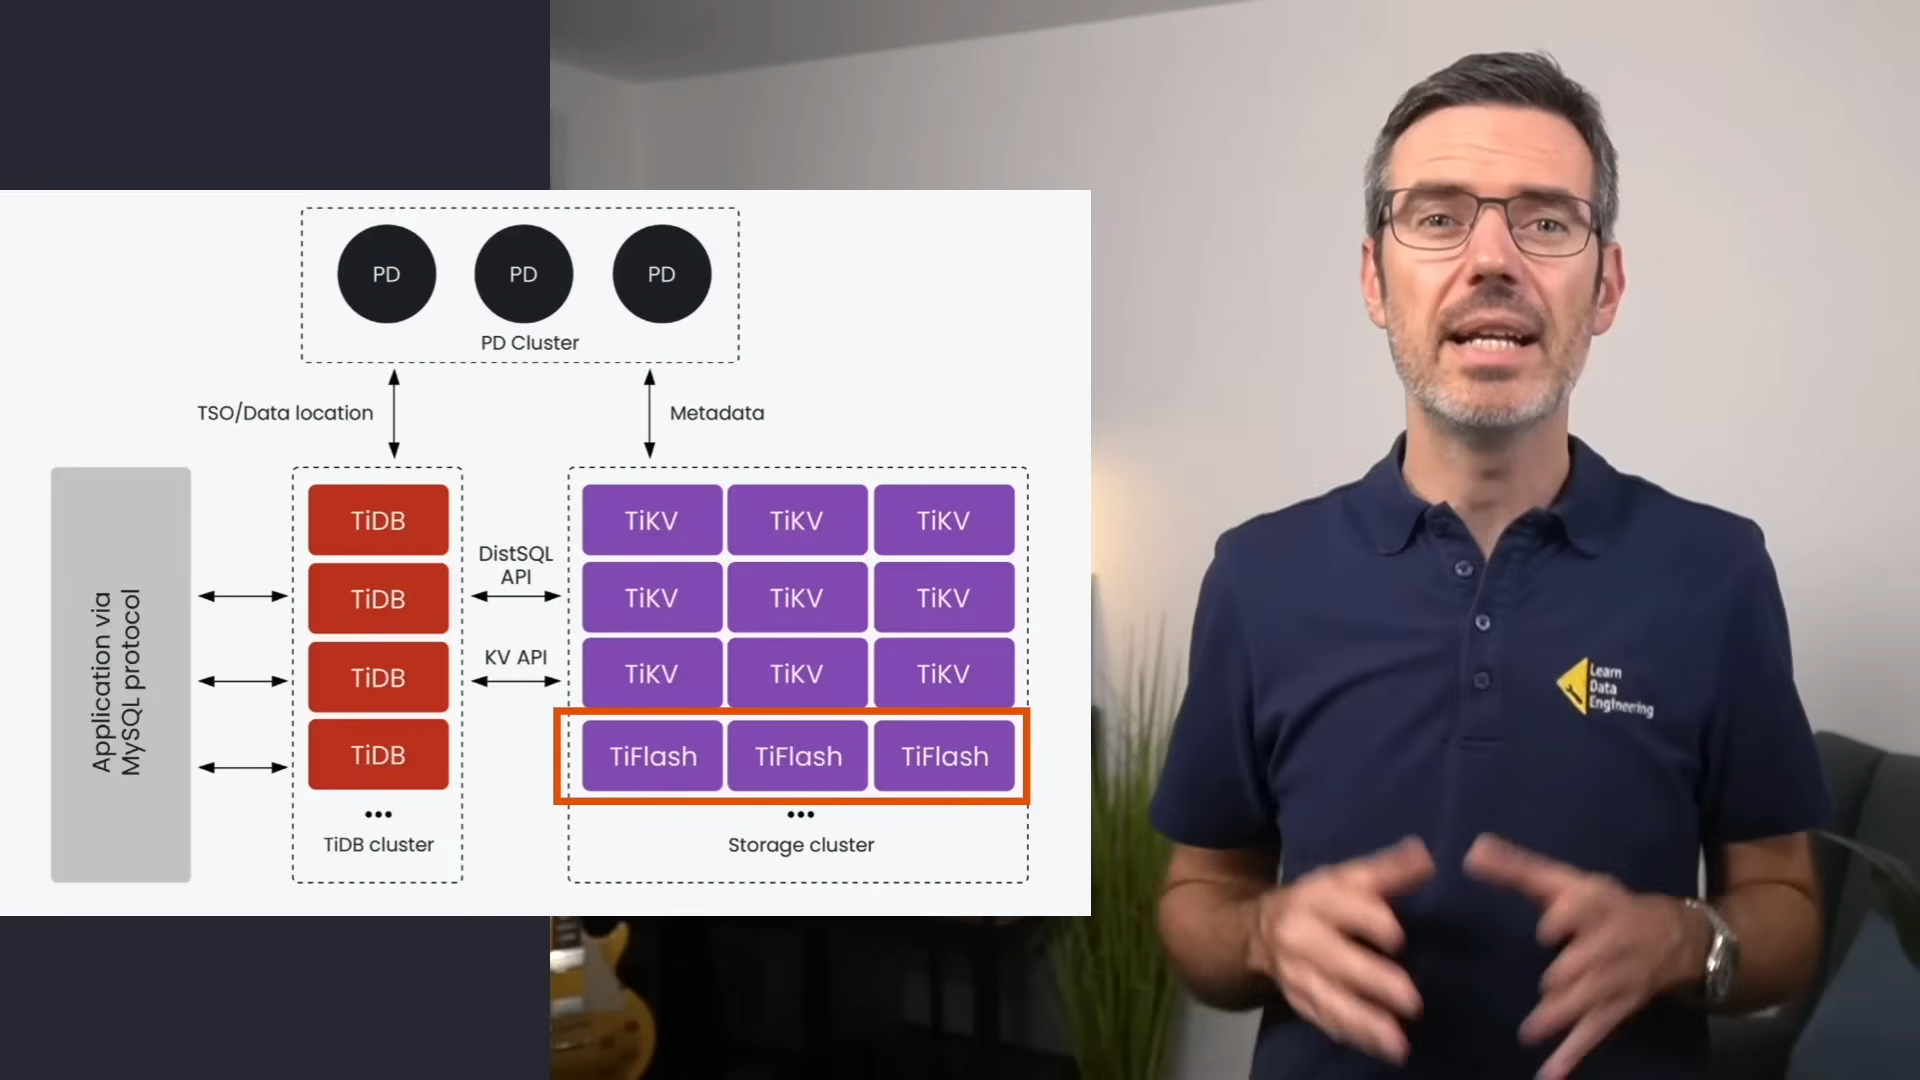 PD PD PD
PD Cluster
TSO/Data location
Metadata
Application via
MySQL protocol
TiDB
TiDB
TiDB
TiDB
•••
TiDB cluster
DistSQL
API
KV API
TiKV TiKV TiKV
TiKV TiKV TiKV
TiKV TiKV TiKV
TiFlash TiFlash TiFlash
•••
Storage cluster
Learn
Data
Engineering